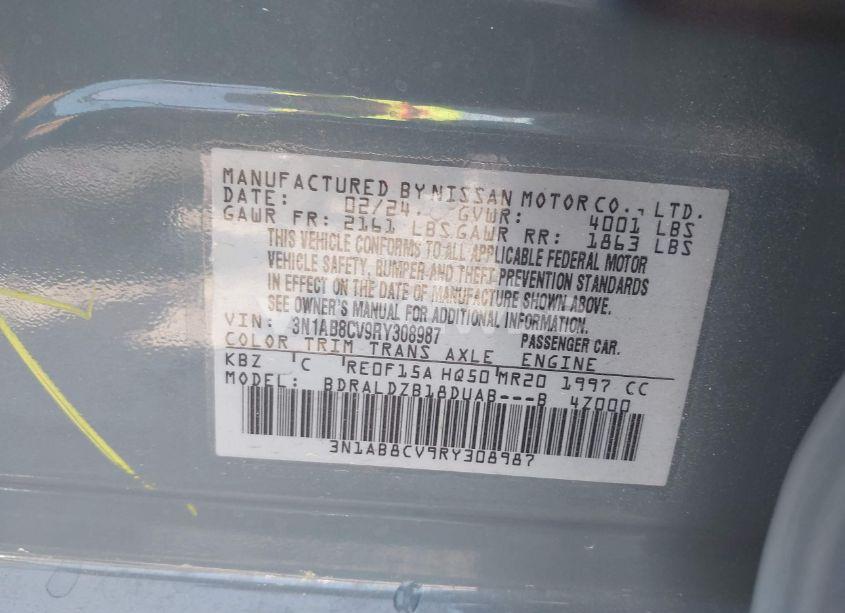 MANUFACTURED BY NISSAN MOTOR CO., LTD.
DATE: 02/24 GVWR: 4001 LBS
GAWR FR: 2161 LBS GAWR RR: 1863 LBS
THIS VEHICLE CONFORMS TO ALL APPLICABLE FEDERAL MOTOR
VEHICLE SAFETY, BUMPER AND THEFT PREVENTION STANDARDS
IN EFFECT ON THE DATE OF MANUFACTURE SHOWN ABOVE.
SEE OWNER'S MANUAL FOR ADDITIONAL INFORMATION.
VIN: 3N1AB8CV9RY308987 PASSENGER CAR.
COLOR TRIM TRANS AXLE ENGINE
KBZ C RE0F15A HQ50 MR20 1997 CC
MODEL: BDRALDZB18DUAB---B 4Z000
3N1AB8CV9RY308987